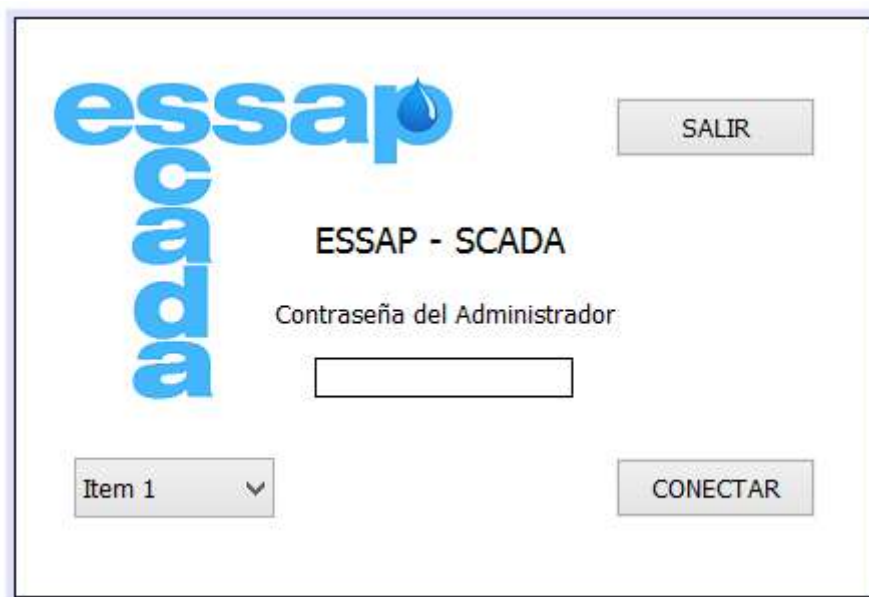 essap
scada
SALIR
ESSAP - SCADA
Contraseña del Administrador
Item 1
CONECTAR